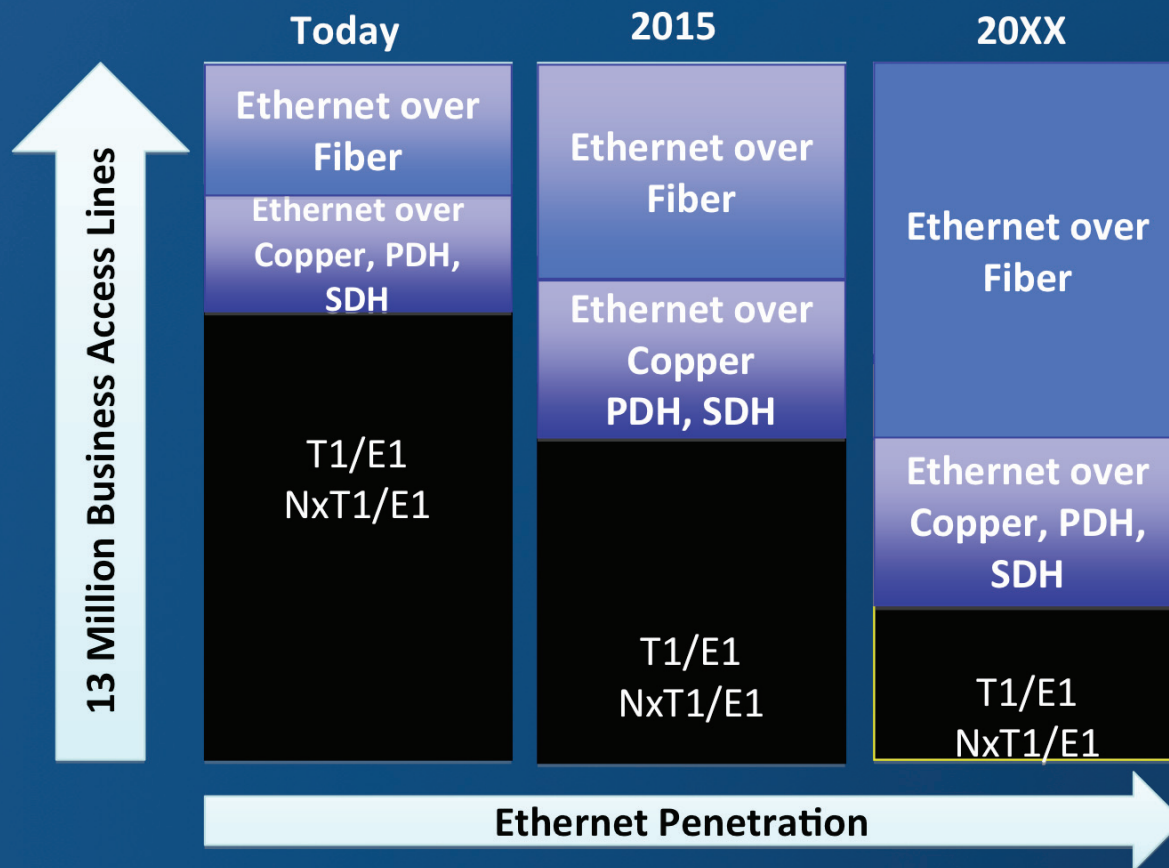 Today
2015
20XX
13 Million Business Access Lines
Ethernet over
Fiber
Ethernet over
Copper, PDH,
SDH
T1/E1
NxT1/E1
Ethernet over
Fiber
Ethernet over
Copper
PDH, SDH
T1/E1
NxT1/E1
Ethernet over
Fiber
Ethernet over
Copper, PDH,
SDH
T1/E1
NxT1/E1
Ethernet Penetration